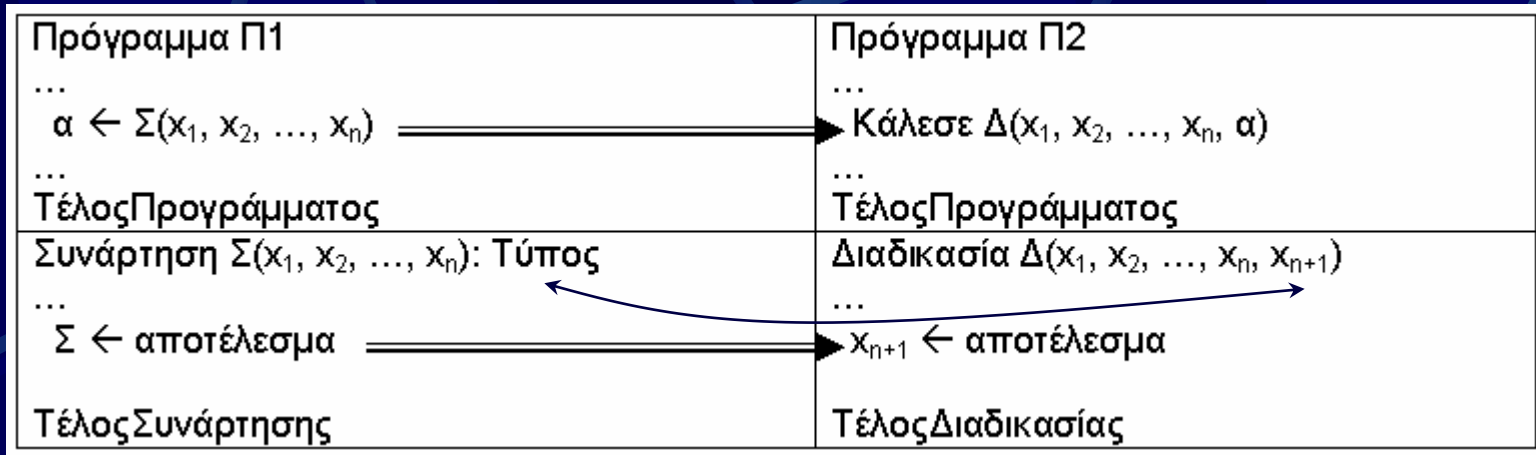 Πρόγραμμα Π1
...
α ← Σ(x₁, x₂, ..., xₙ)
...
ΤέλοςΠρογράμματος
Πρόγραμμα Π2
...
Κάλεσε Δ(x₁, x₂, ..., xₙ, α)
...
ΤέλοςΠρογράμματος
Συνάρτηση Σ(x₁, x₂, ..., xₙ): Τύπος
...
Σ ← αποτέλεσμα
ΤέλοςΣυνάρτησης
Διαδικασία Δ(x₁, x₂, ..., xₙ, xₙ₊₁)
...
xₙ₊₁ ← αποτέλεσμα
ΤέλοςΔιαδικασίας